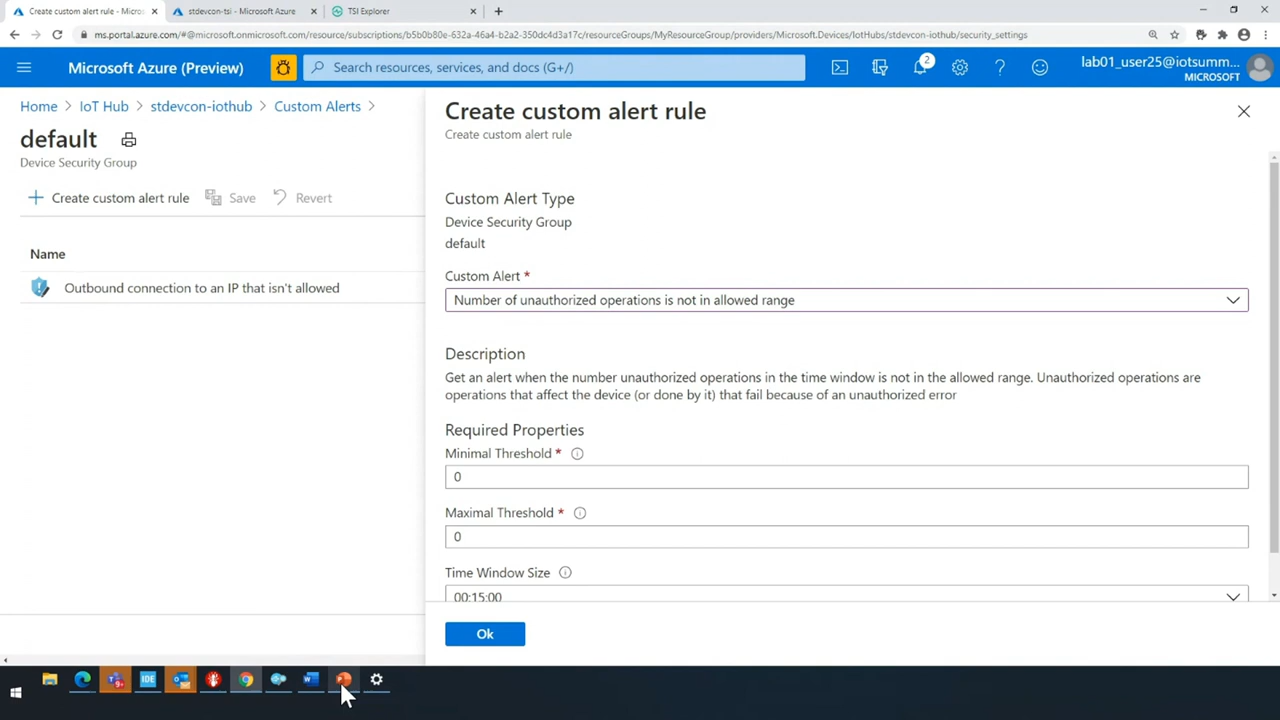 Create custom alert rule - Micros
stdevcon-tsi - Microsoft Azure
TSI Explorer
ms.portal.azure.com/#@microsoft.onmicrosoft.com/resource/subscriptions/b5b0b80e-632a-46a4-b2a2-350dc4d3a17c/resourceGroups/MyResourceGroup/providers/Microsoft.Devices/IotHubs/stdevcon-iothub/security_settings
Microsoft Azure (Preview)
Search resources, services, and docs (G+/)
2
lab01_user25@iotsumm...
MICROSOFT
Home > IoT Hub > stdevcon-iothub > Custom Alerts >
default
Device Security Group
Create custom alert rule
Save
Revert
Name
Outbound connection to an IP that isn't allowed
Create custom alert rule
Create custom alert rule
Custom Alert Type
Device Security Group
default
Custom Alert *
Number of unauthorized operations is not in allowed range
Description
Get an alert when the number unauthorized operations in the time window is not in the allowed range. Unauthorized operations are
operations that affect the device (or done by it) that fail because of an unauthorized error
Required Properties
Minimal Threshold *
0
Maximal Threshold *
0
Time Window Size
00:15:00
Ok
IDE